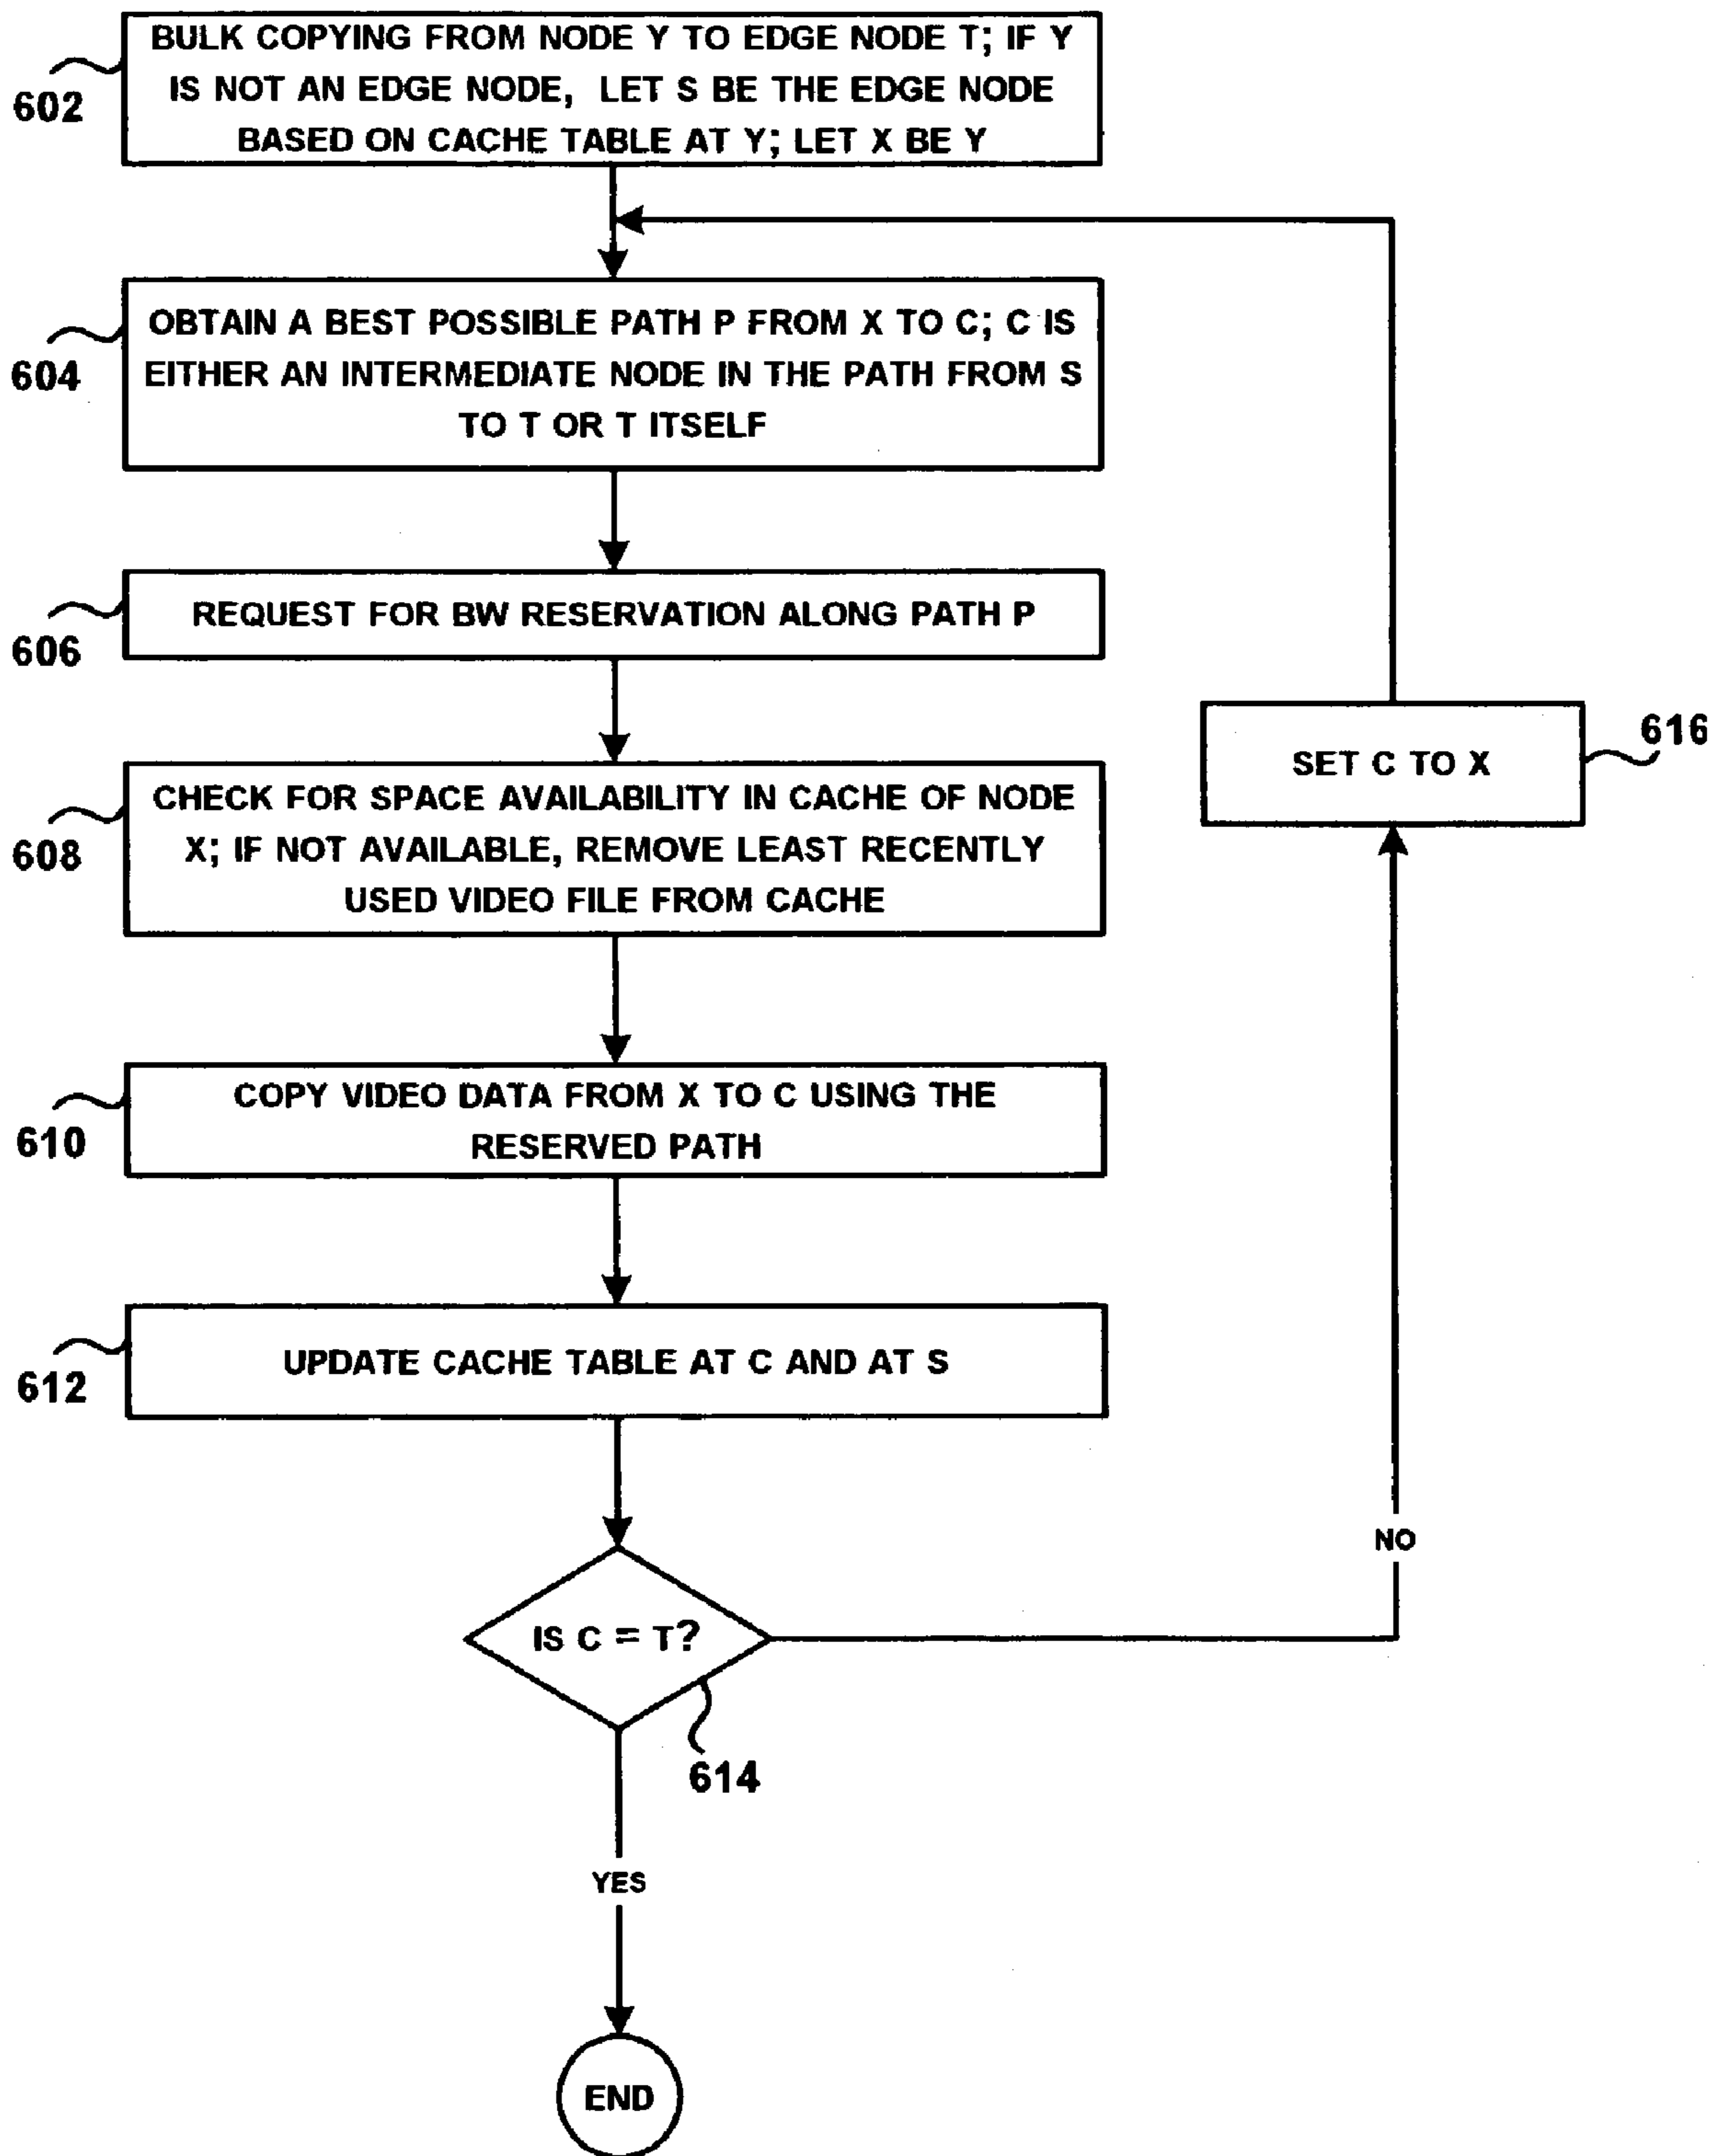 BULK COPYING FROM NODE Y TO EDGE NODE T; IF Y
IS NOT AN EDGE NODE, LET S BE THE EDGE NODE
BASED ON CACHE TABLE AT Y; LET X BE Y
602
OBTAIN A BEST POSSIBLE PATH P FROM X TO C; C IS
EITHER AN INTERMEDIATE NODE IN THE PATH FROM S
TO T OR T ITSELF
604
REQUEST FOR BW RESERVATION ALONG PATH P
606
CHECK FOR SPACE AVAILABILITY IN CACHE OF NODE
X; IF NOT AVAILABLE, REMOVE LEAST RECENTLY
USED VIDEO FILE FROM CACHE
608
SET C TO X
616
COPY VIDEO DATA FROM X TO C USING THE
RESERVED PATH
610
UPDATE CACHE TABLE AT C AND AT S
612
IS C = T?
614
NO
YES
END